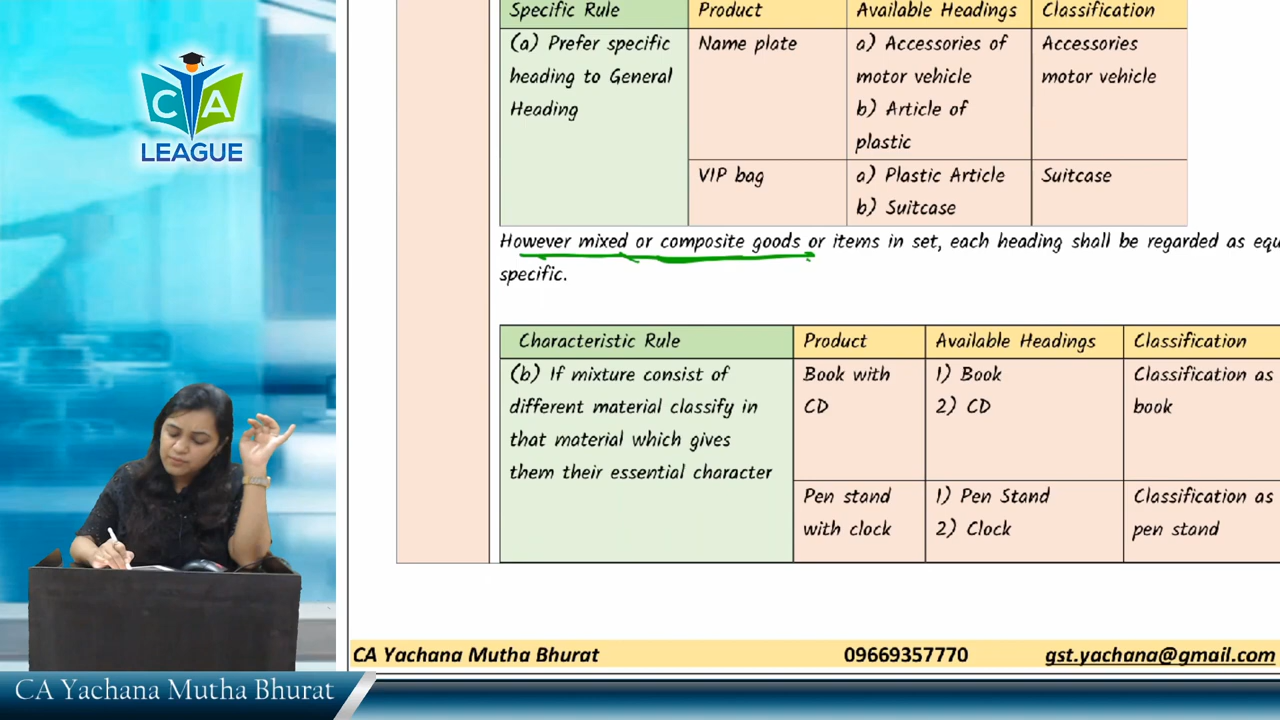 CA
LEAGUE
Specific Rule Product Available Headings Classification
(a) Prefer specific heading to General Heading
Name plate
a) Accessories of motor vehicle
b) Article of plastic
Accessories motor vehicle
VIP bag
a) Plastic Article
b) Suitcase
Suitcase
However mixed or composite goods or items in set, each heading shall be regarded as equ
specific.
Characteristic Rule Product Available Headings Classification
(b) If mixture consist of
different material classify in
that material which gives
them their essential character
Book with
CD
1) Book
2) CD
Classification as
book
Pen stand
with clock
1) Pen Stand
2) Clock
Classification as
pen stand
CA Yachana Mutha Bhurat 09669357770 gst.yachana@gmail.com
CA Yachana Mutha Bhurat